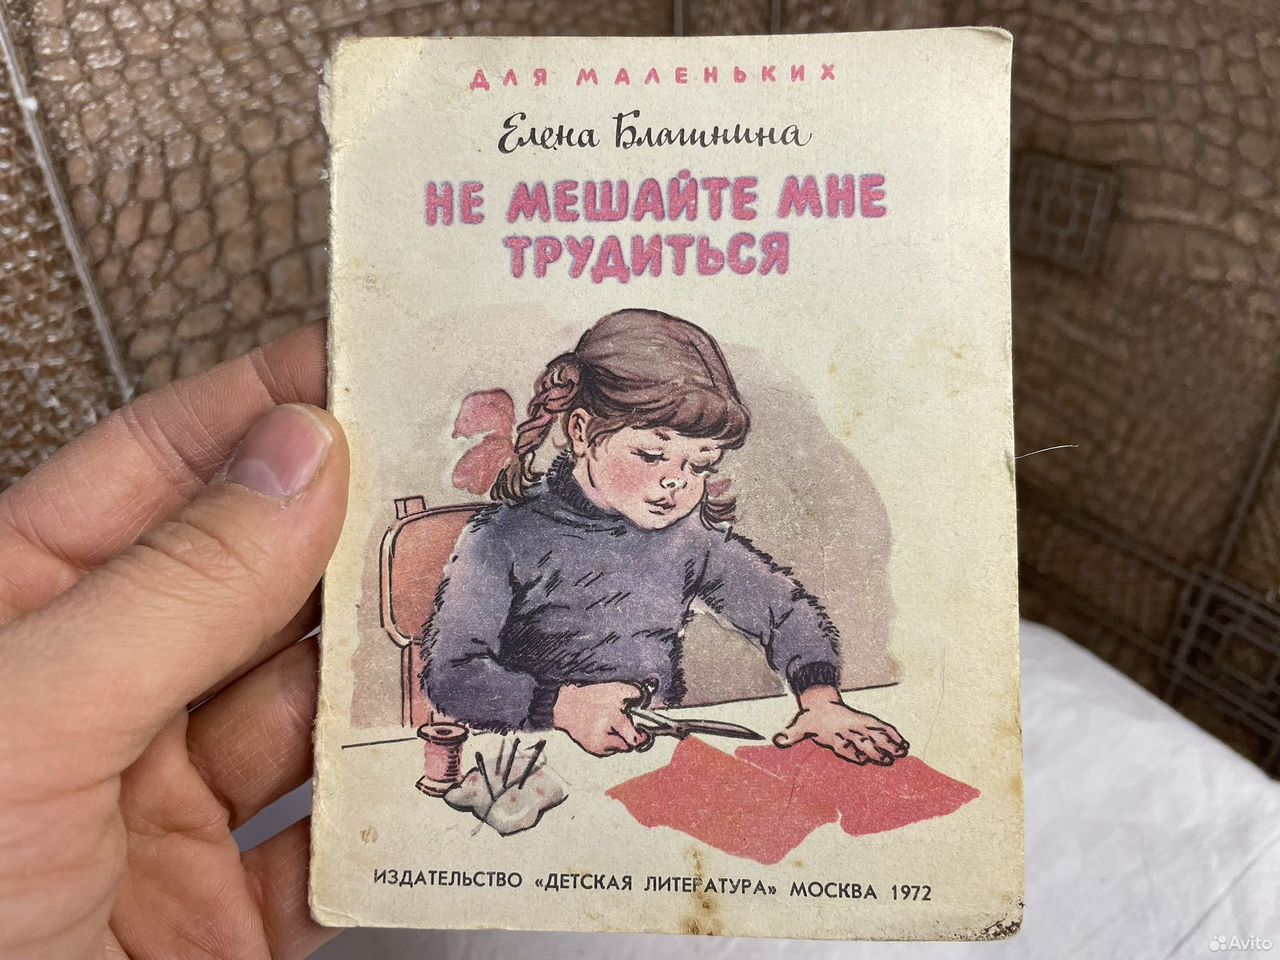 ДЛЯ МАЛЕНЬКИХ
Елена Благинина
НЕ МЕШАЙТЕ МНЕ
ТРУДИТЬСЯ
ИЗДАТЕЛЬСТВО «ДЕТСКАЯ ЛИТЕРАТУРА» МОСКВА 1972
Avito